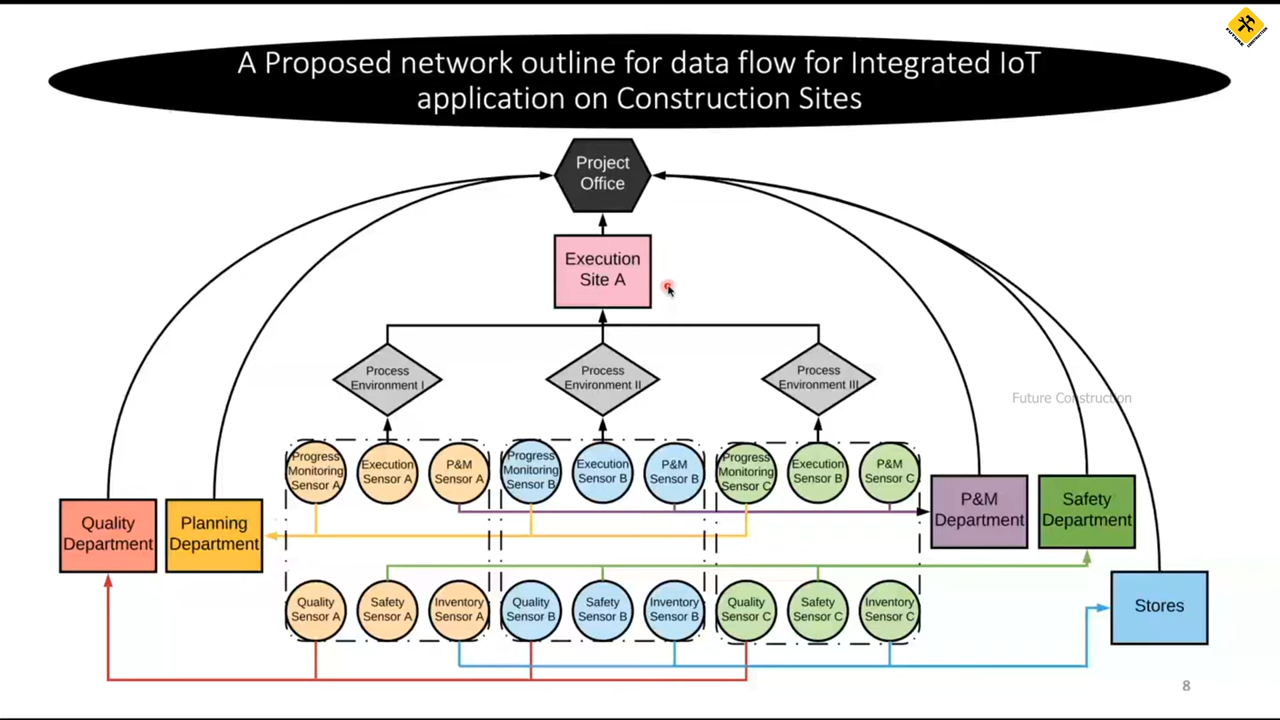 A Proposed network outline for data flow for Integrated IoT
application on Construction Sites
FUTURE CONSTRUCTION
Project
Office
Execution
Site A
Process
Environment I
Process
Environment II
Process
Environment III
Future Construction
Progress
Monitoring
Sensor A
Execution
Sensor A
P&M
Sensor A
Progress
Monitoring
Sensor B
Execution
Sensor B
P&M
Sensor B
Progress
Monitoring
Sensor C
Execution
Sensor B
P&M
Sensor C
Quality
Department
Planning
Department
P&M
Department
Safety
Department
Quality
Sensor A
Safety
Sensor A
Inventory
Sensor A
Quality
Sensor B
Safety
Sensor B
Inventory
Sensor B
Quality
Sensor C
Safety
Sensor C
Inventory
Sensor C
Stores
8